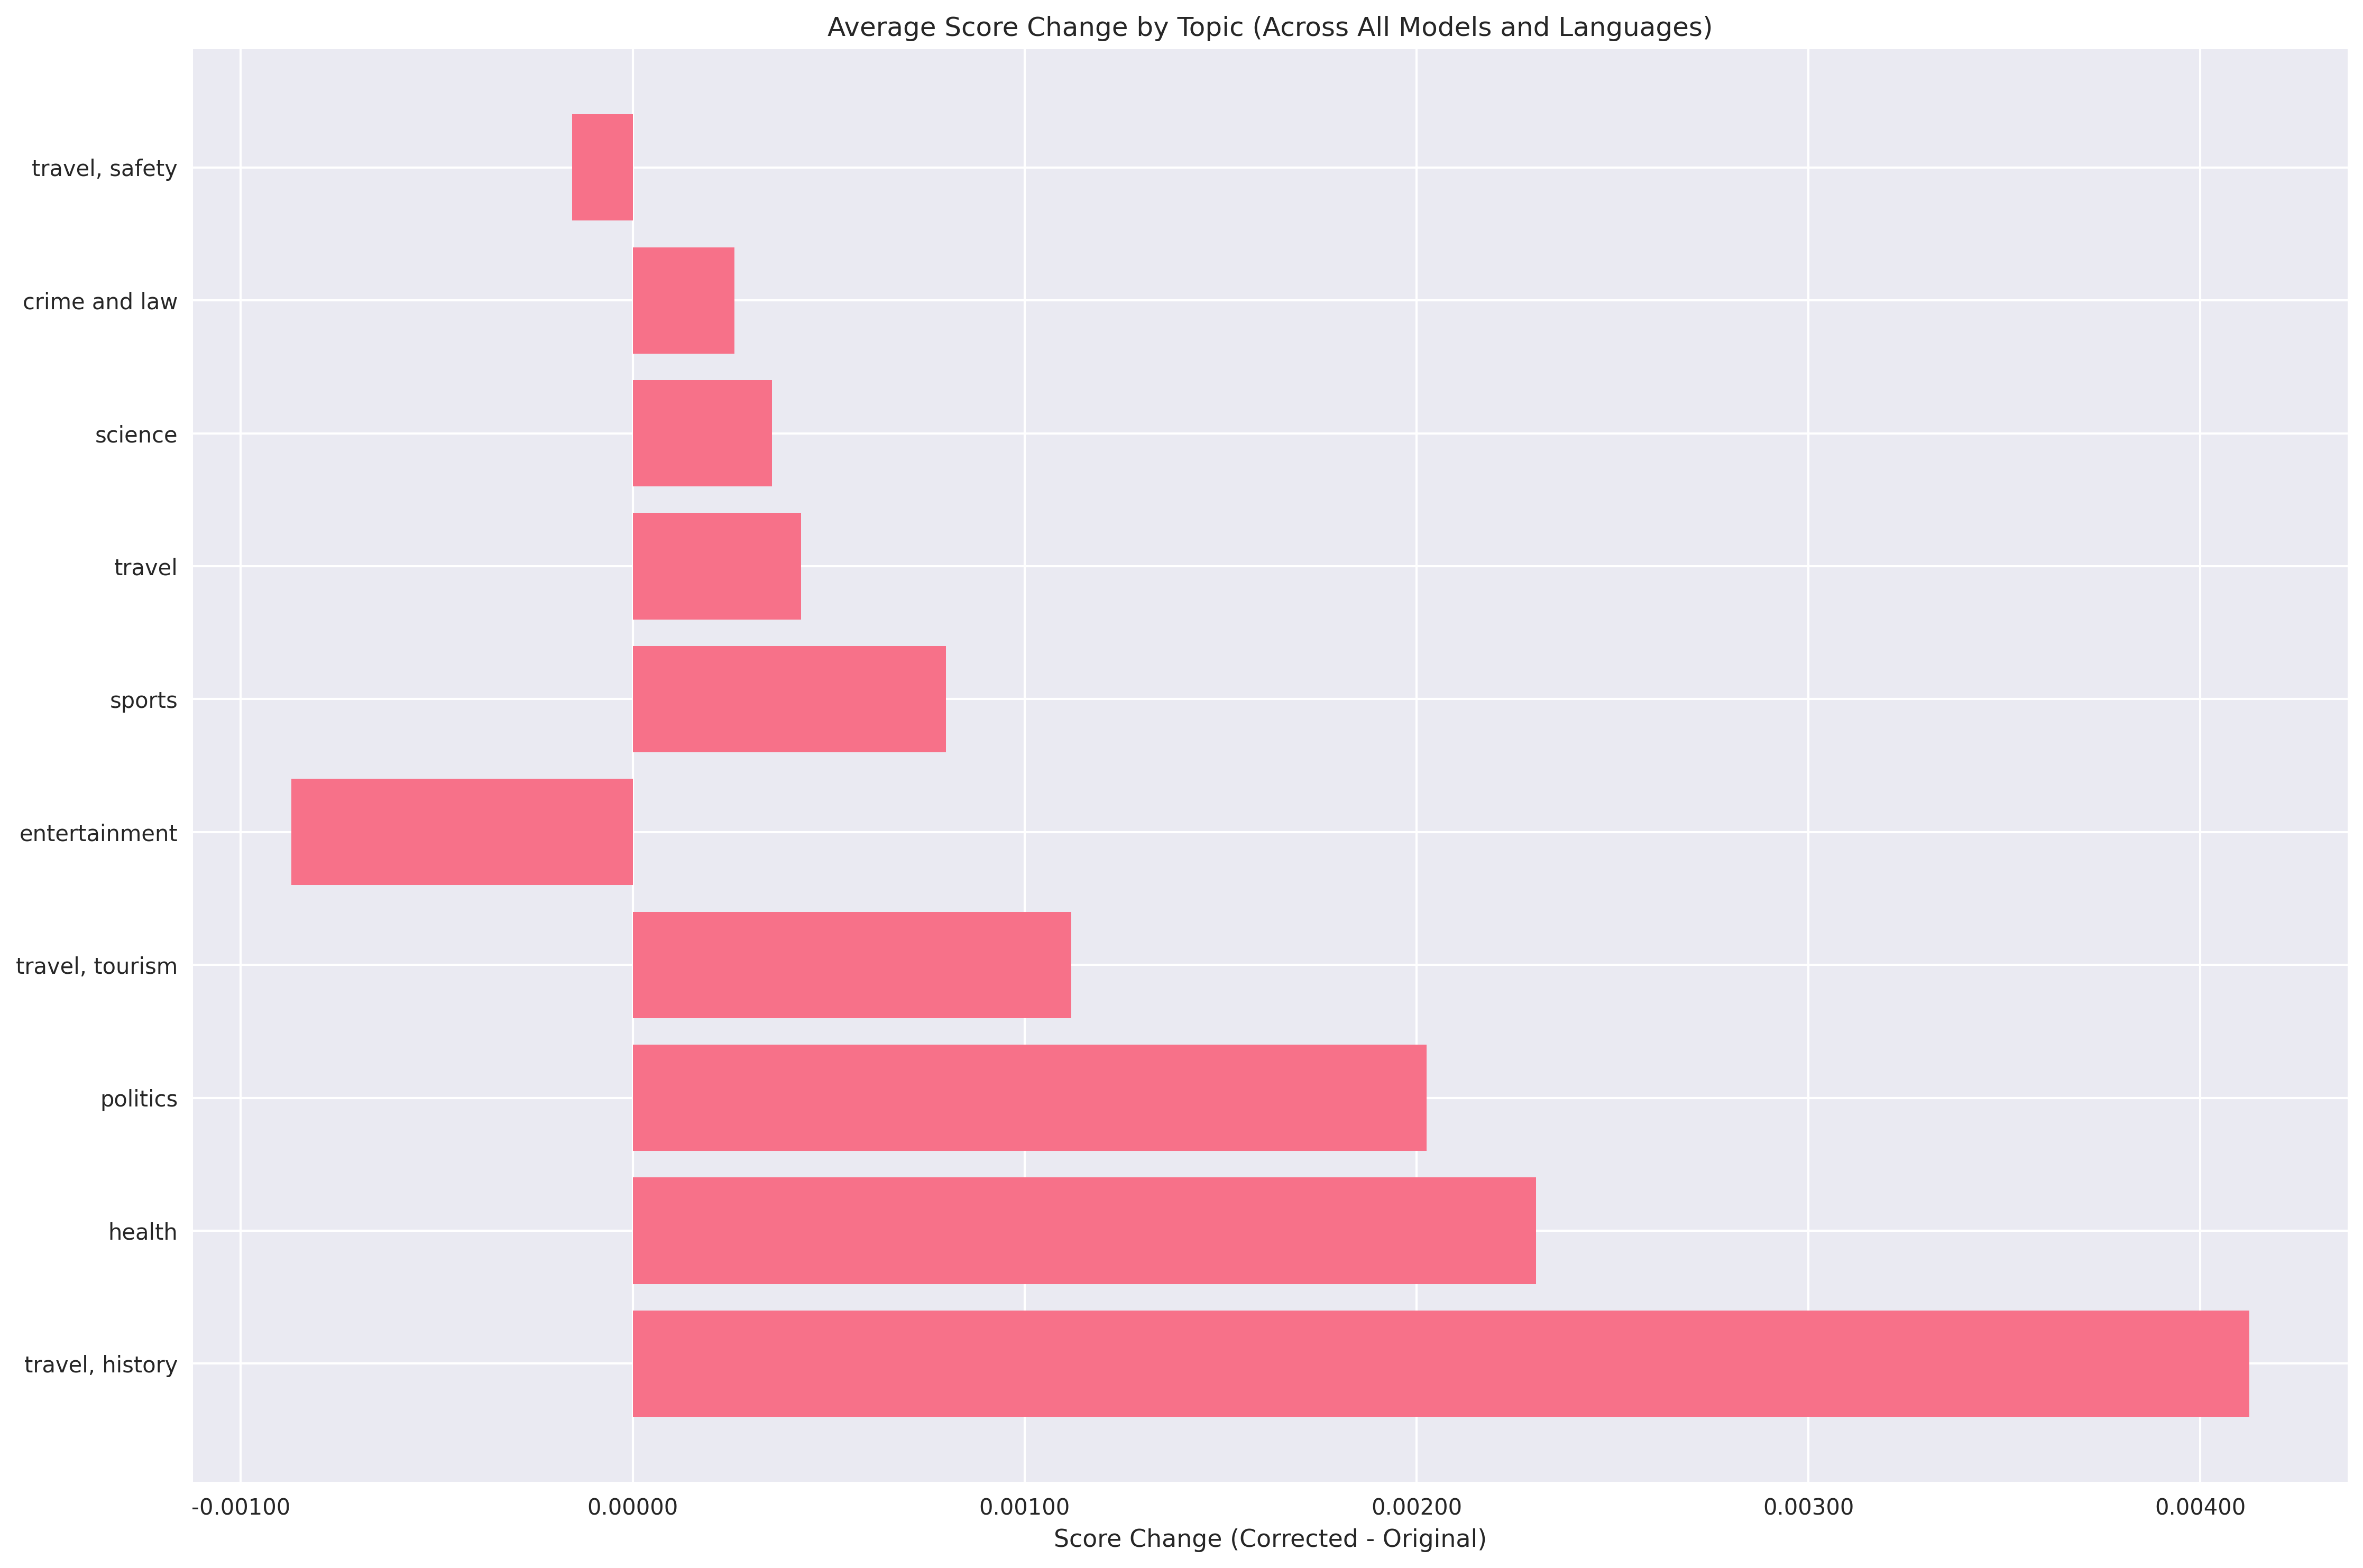 Average Score Change by Topic (Across All Models and Languages)
travel, safety
crime and law
science
travel
sports
entertainment
travel, tourism
politics
health
travel, history
-0.00100 0.00000 0.00100 0.00200 0.00300 0.00400
Score Change (Corrected - Original)